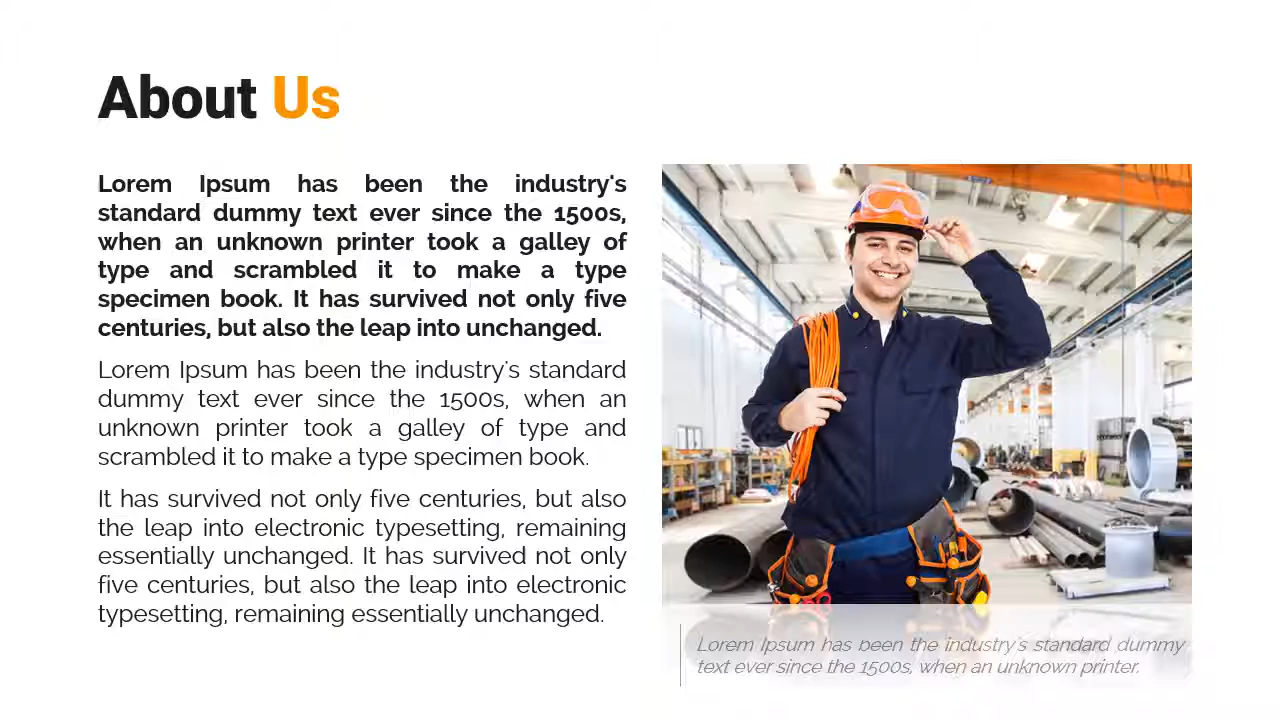 About Us
Lorem Ipsum has been the industry's
standard dummy text ever since the 1500s,
when an unknown printer took a galley of
type and scrambled it to make a type
specimen book. It has survived not only five
centuries, but also the leap into unchanged.
Lorem Ipsum has been the industry's standard
dummy text ever since the 1500s, when an
unknown printer took a galley of type and
scrambled it to make a type specimen book.
It has survived not only five centuries, but also
the leap into electronic typesetting, remaining
essentially unchanged. It has survived not only
five centuries, but also the leap into electronic
typesetting, remaining essentially unchanged.
Lorem Ipsum has been the industry's standard dummy
text ever since the 1500s, when an unknown printer.